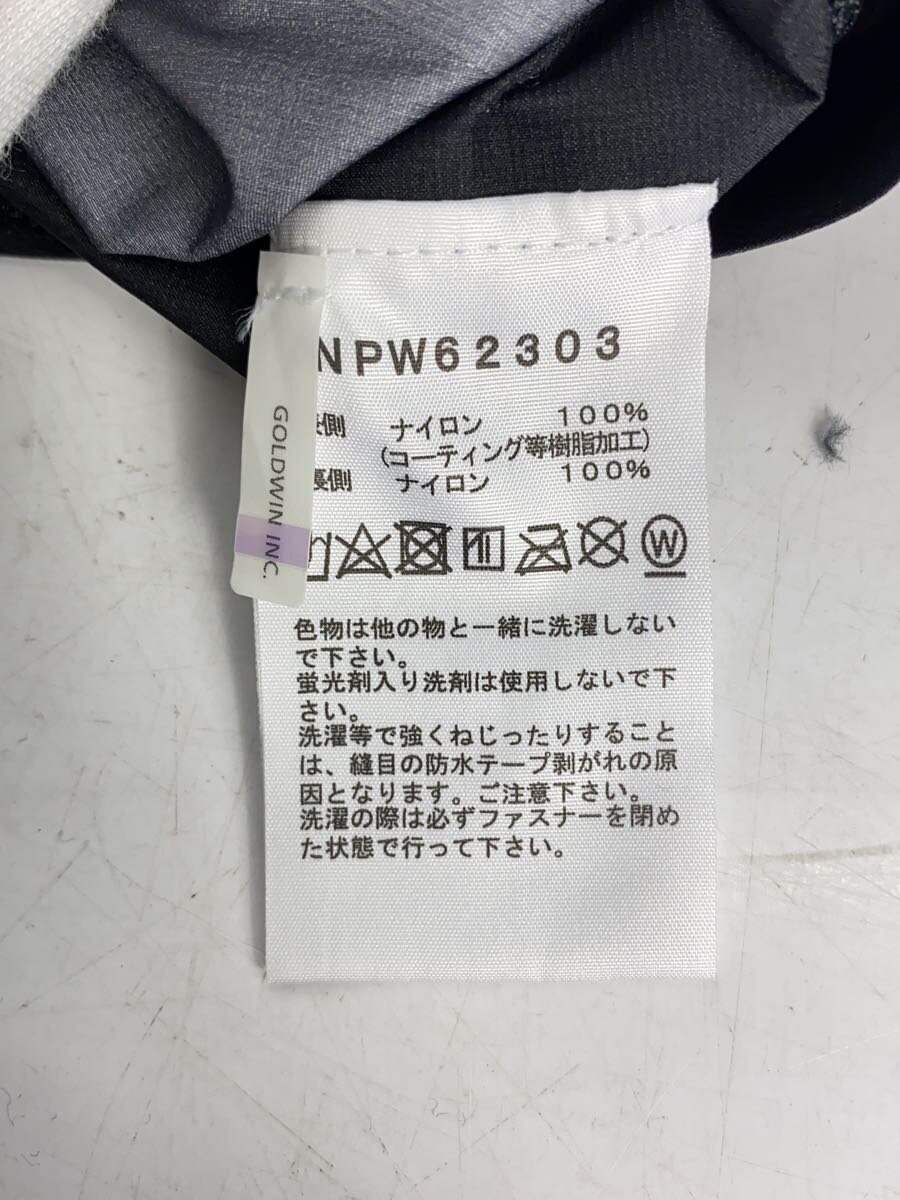 NPW62303
側 ナイロン 100%
(コーティング等樹脂加工)
裏側 ナイロン 100%
GOLDWIN INC.
W
色物は他の物と一緒に洗濯しない
で下さい。
蛍光剤入り洗剤は使用しないで下
さい。
洗濯等で強くねじったりすること
は、縫目の防水テープ剥がれの原
因となります。ご注意下さい。
洗濯の際は必ずファスナーを閉め
た状態で行って下さい。